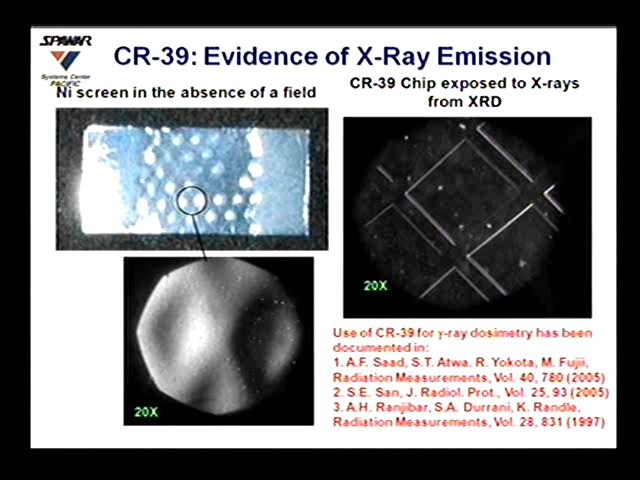 SPAWAR
Systems Center
PACIFIC
CR-39: Evidence of X-Ray Emission
Ni screen in the absence of a field
CR-39 Chip exposed to X-rays
from XRD
20X
20X
Use of CR-39 for γ-ray dosimetry has been
documented in:
1. A.F. Saad, S.T. Atwa. R. Yokota, M. Fujii,
Radiation Measurements, Vol. 40, 780 (2005)
2. S.E. San, J. Radiol. Prot., Vol. 25, 93 (2005)
3. A.H. Ranjibar, S.A. Durrani, K. Randle,
Radiation Measurements, Vol. 28, 831 (1997)